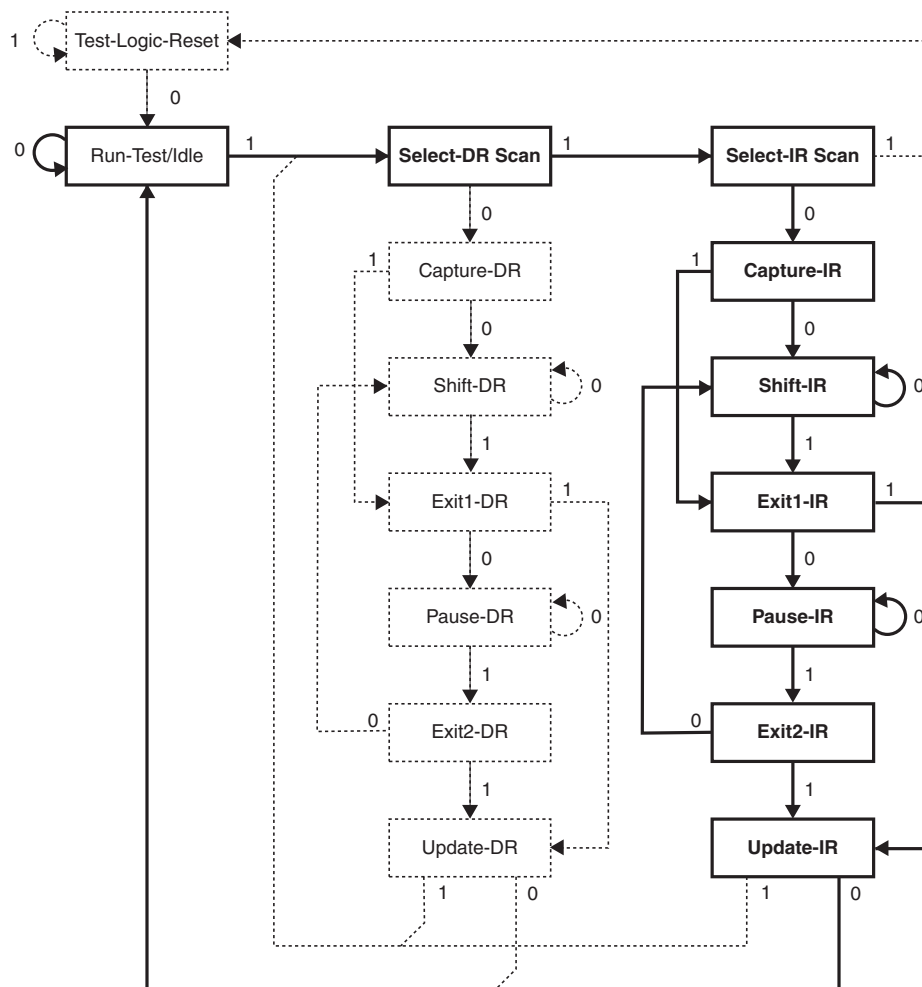 1
Test-Logic-Reset
0
0
Run-Test/Idle
1
Select-DR Scan
1
Select-IR Scan
1
0
0
1
Capture-DR
1
Capture-IR
0
0
Shift-DR
0
Shift-IR
0
1
1
Exit1-DR
1
Exit1-IR
1
0
0
Pause-DR
0
Pause-IR
0
1
1
0
Exit2-DR
0
Exit2-IR
1
1
Update-DR
Update-IR
1
0
1
0